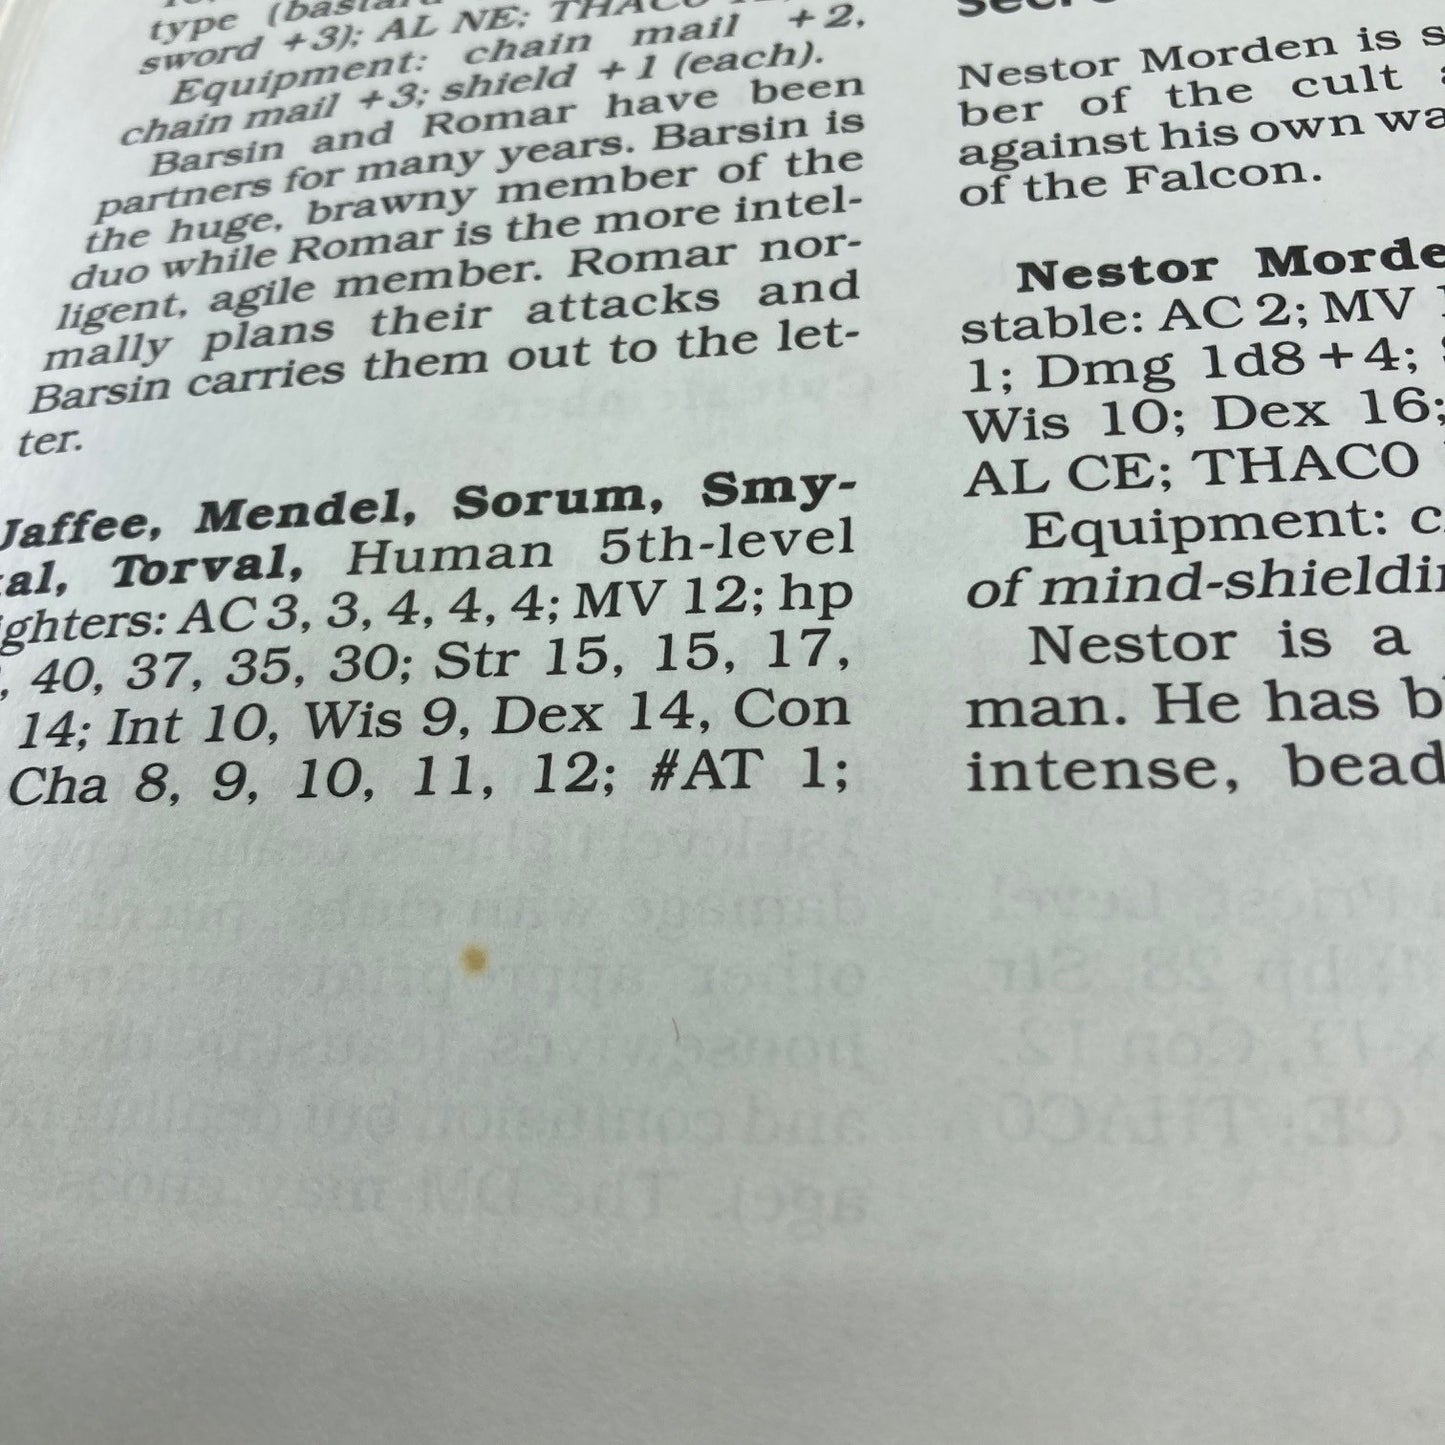 type (bastard
sword +3); AL NE; THACO
Equipment: chain mail +2,
chain mail +3; shield +1 (each).
Barsin and Romar have been
partners for many years. Barsin is
the huge, brawny member of the
duo while Romar is the more intel-
ligent, agile member. Romar nor-
mally plans their attacks and
Barsin carries them out to the let-
ter.
Jaffee, Mendel, Sorum, Smy-
tal, Torval, Human 5th-level
ighters: AC 3, 3, 4, 4, 4; MV 12; hp
, 40, 37, 35, 30; Str 15, 15, 17,
14; Int 10, Wis 9, Dex 14, Con
Cha 8, 9, 10, 11, 12; #AT 1;
Nestor Morden is s
ber of the cult
against his own wa
of the Falcon.
Nestor Morde
stable: AC 2; MV 1
1; Dmg 1d8+4;
Wis 10; Dex 16;
AL CE; THACO
Equipment: c
of mind-shieldin
Nestor is a
man. He has bl
intense, bead